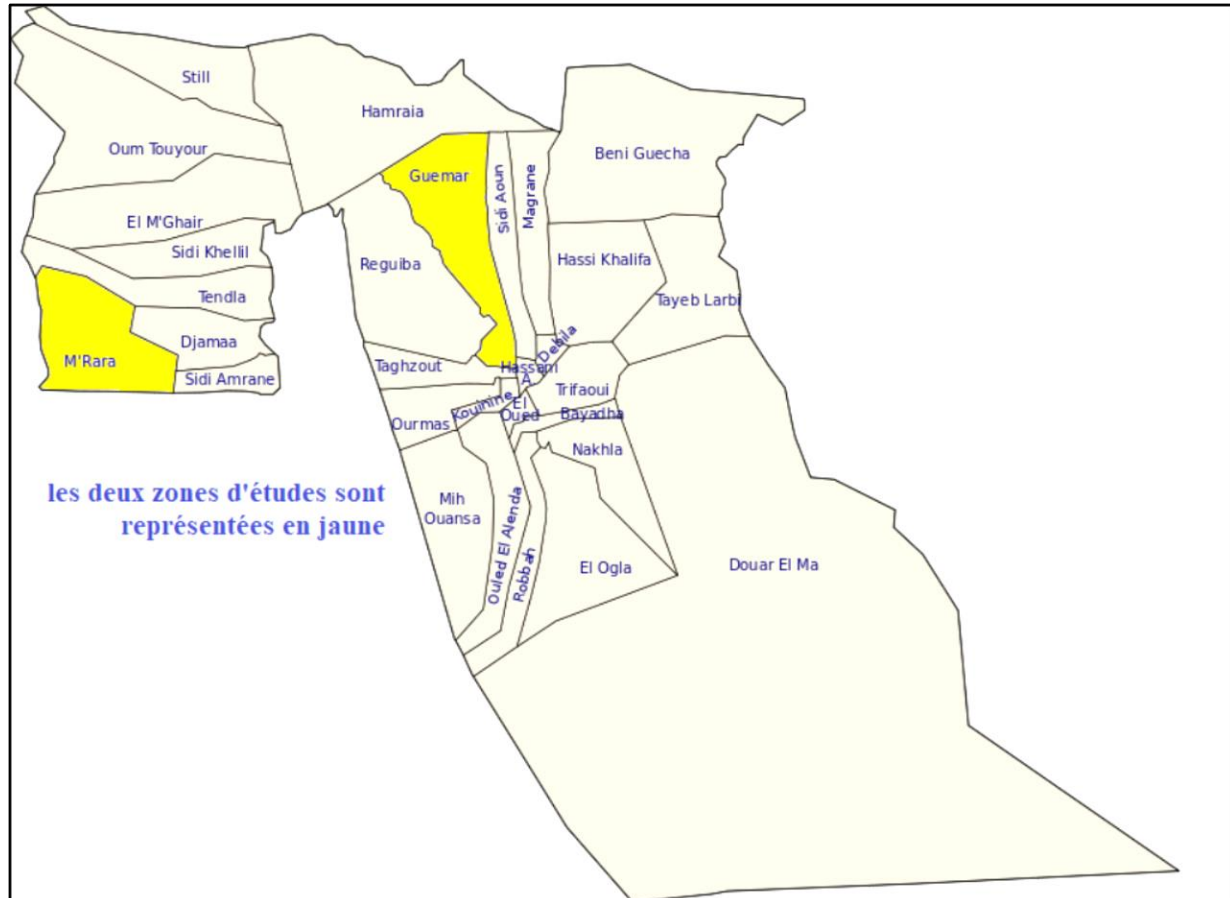 Still
Hamraia
Oum Touyour
Beni Guecha
Guemar
Sidi Aoun
Magrane
El M'Ghair
Sidi Khellil
Reguiba
Hassi Khalifa
Tendla
Tayeb Larbi
Djamaa
M'Rara
Sidi Amrane
Debila
Taghzout
Hassani
A.
Trifaoui
Kouinine
El
Oued
Bayadha
Ourmas
Nakhla
les deux zones d'études sont
représentées en jaune
Mih
Ouansa
Ouled El Alenda
Robbah
El Ogla
Douar El Ma